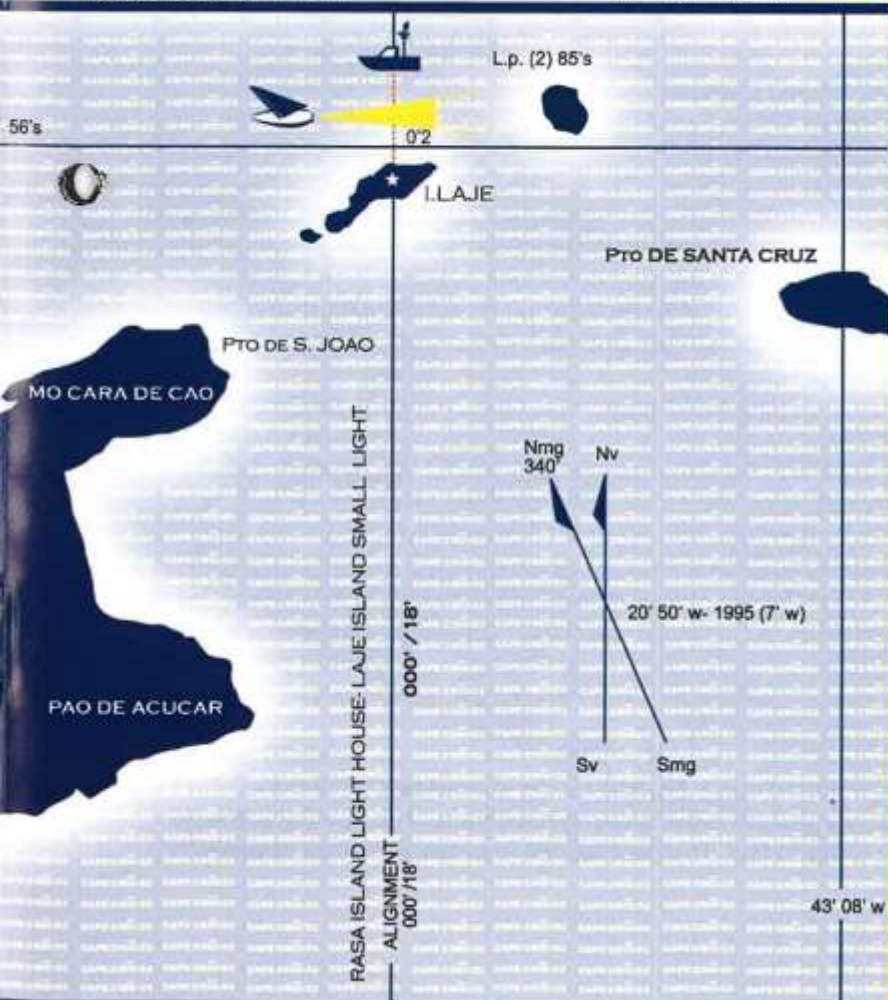 L.p. (2) 85's
56's
0'2
I.LAJE
Pto DE SANTA CRUZ
Pto DE S. JOAO
MO CARA DE CAO
Nmg
340'
Nv
20' 50' w- 1995 (7' w)
PAO DE ACUCAR
Sv
Smg
RASA ISLAND LIGHT HOUSE- LAJE ISLAND SMALL LIGHT
000' / 18'
ALIGNMENT
000' /18'
43' 08' w